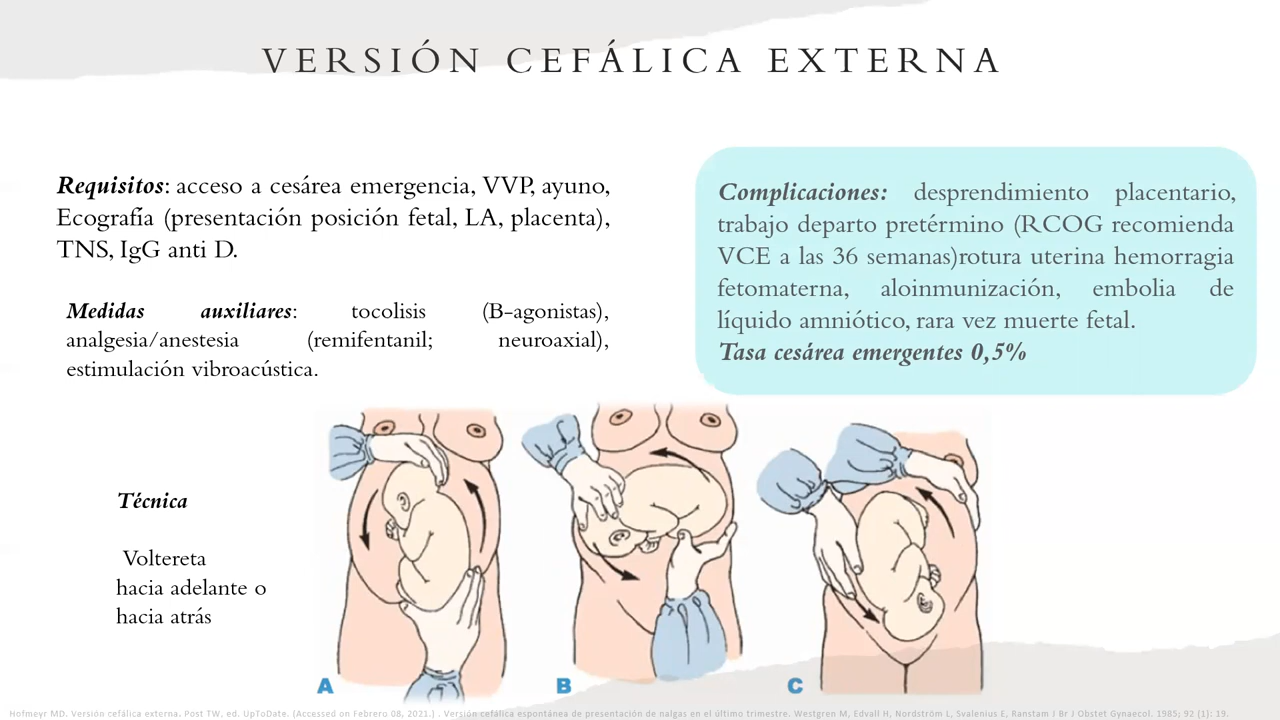 VERSIÓN CEFÁLICA EXTERNA
Requisitos: acceso a cesárea emergencia, VVP, ayuno,
Ecografía (presentación posición fetal, LA, placenta),
TNS, IgG anti D.
Medidas auxiliares: tocolisis (B-agonistas),
analgesia/anestesia (remifentanil; neuroaxial),
estimulación vibroacústica.
Complicaciones: desprendimiento placentario,
trabajo departo pretérmino (RCOG recomienda
VCE a las 36 semanas)rotura uterina hemorragia
fetomaterna, aloinmunización, embolia de
líquido amniótico, rara vez muerte fetal.
Tasa cesárea emergentes 0,5%
Técnica
Voltereta
hacia adelante o
hacia atrás
A
B
C
Hofmeyr MD. Versión cefálica externa. Post TW, ed. UpToDate. (Accessed on Febrero 08, 2021.) . Versión cefálica espontánea de presentación de nalgas en el último trimestre. Westgren M, Edvall H, Nordström L, Svalenius E, Ranstam J Br J Obstet Gynaecol. 1985; 92 (1): 19.